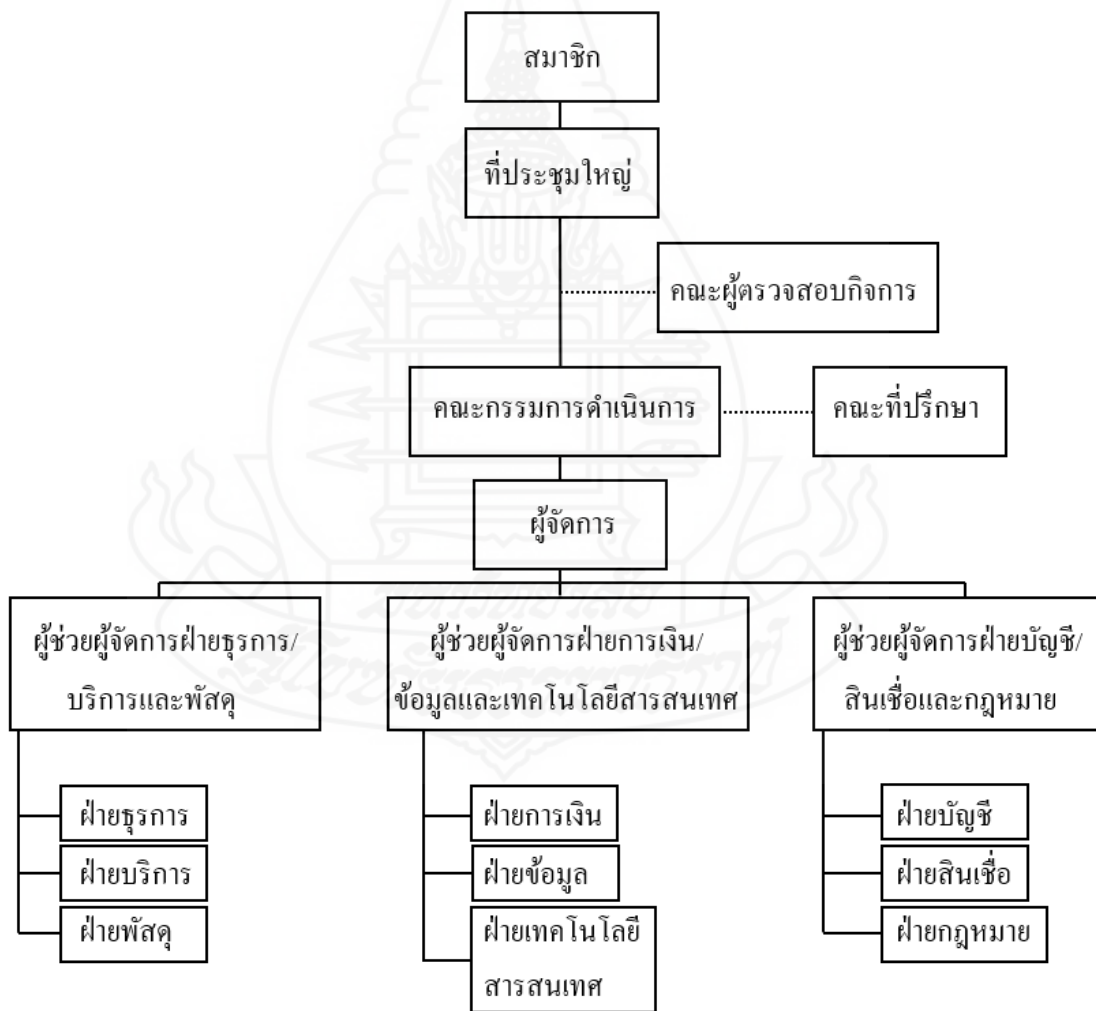 สมาชิก
ที่ประชุมใหญ่
คณะผู้ตรวจสอบกิจการ
คณะกรรมการดำเนินการ
คณะที่ปรึกษา
ผู้จัดการ
ผู้ช่วยผู้จัดการฝ่ายธุรการ/
บริการและพัสดุ
ผู้ช่วยผู้จัดการฝ่ายการเงิน/
ข้อมูลและเทคโนโลยีสารสนเทศ
ผู้ช่วยผู้จัดการฝ่ายบัญชี/
สินเชื่อและกฎหมาย
ฝ่ายธุรการ
ฝ่ายบริการ
ฝ่ายพัสดุ
ฝ่ายการเงิน
ฝ่ายข้อมูล
ฝ่ายเทคโนโลยี
สารสนเทศ
ฝ่ายบัญชี
ฝ่ายสินเชื่อ
ฝ่ายกฎหมาย